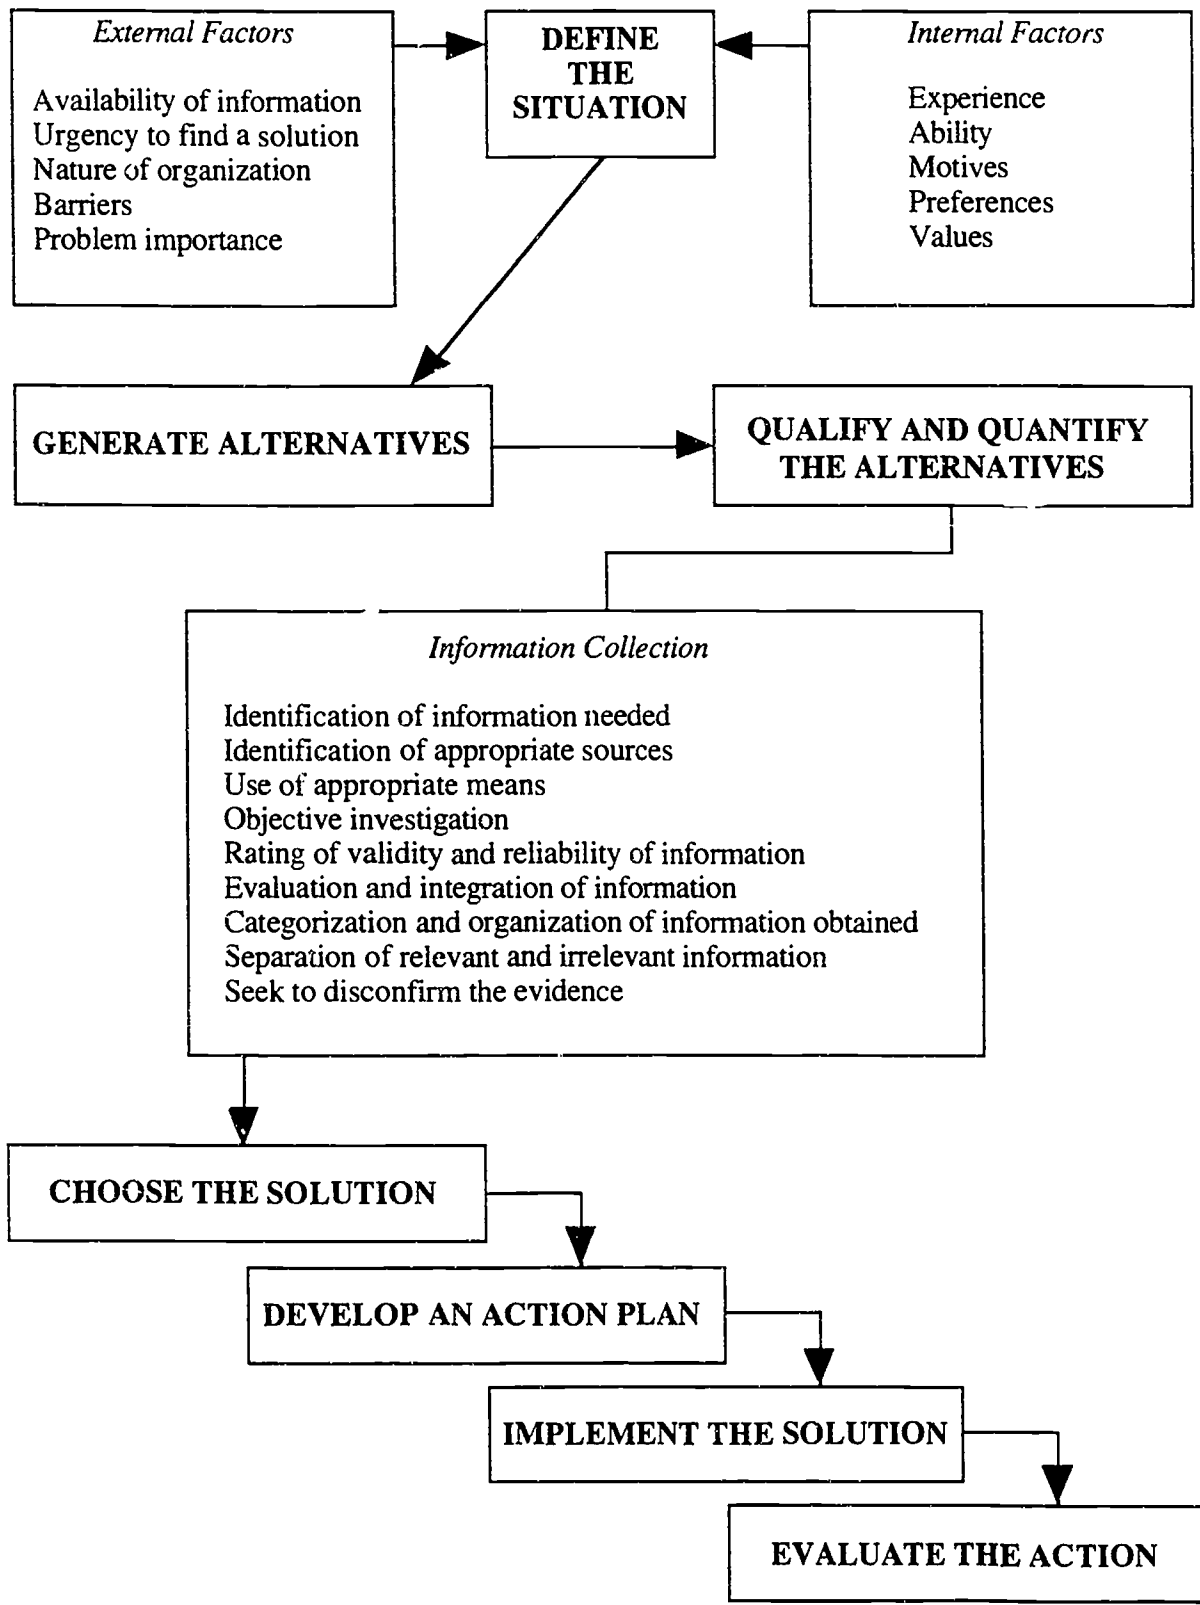 External Factors
Availability of information
Urgency to find a solution
Nature of organization
Barriers
Problem importance
DEFINE
THE
SITUATION
Internal Factors
Experience
Ability
Motives
Preferences
Values
GENERATE ALTERNATIVES
QUALIFY AND QUANTIFY
THE ALTERNATIVES
Information Collection
Identification of information needed
Identification of appropriate sources
Use of appropriate means
Objective investigation
Rating of validity and reliability of information
Evaluation and integration of information
Categorization and organization of information obtained
Separation of relevant and irrelevant information
Seek to disconfirm the evidence
CHOOSE THE SOLUTION
DEVELOP AN ACTION PLAN
IMPLEMENT THE SOLUTION
EVALUATE THE ACTION